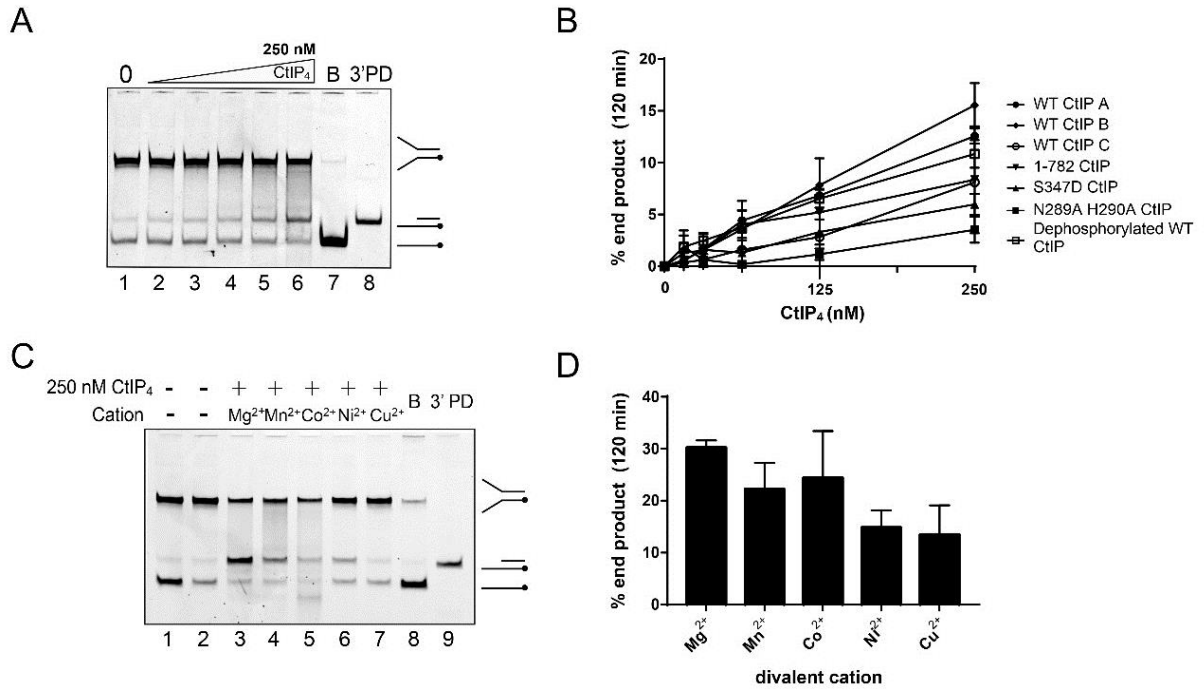 A
250 nM
0 CtIP4 B 3'PD
1 2 3 4 5 6 7 8
B
% end product (120 min)
20
15
10
5
0
0 125 250
CtIP4 (nM)
WT CtIP A
WT CtIP B
WT CtIP C
1-782 CtIP
S347D CtIP
N289A H290A CtIP
Dephosphorylated WT
CtIP
C
250 nM CtIP4 - - + + + + + B 3' PD
Cation - - Mg2+ Mn2+ Co2+ Ni2+ Cu2+
1 2 3 4 5 6 7 8 9
D
% end product (120 min)
40
30
20
10
0
Mg2+ Mn2+ Co2+ NI2+ Cu2+
divalent cation